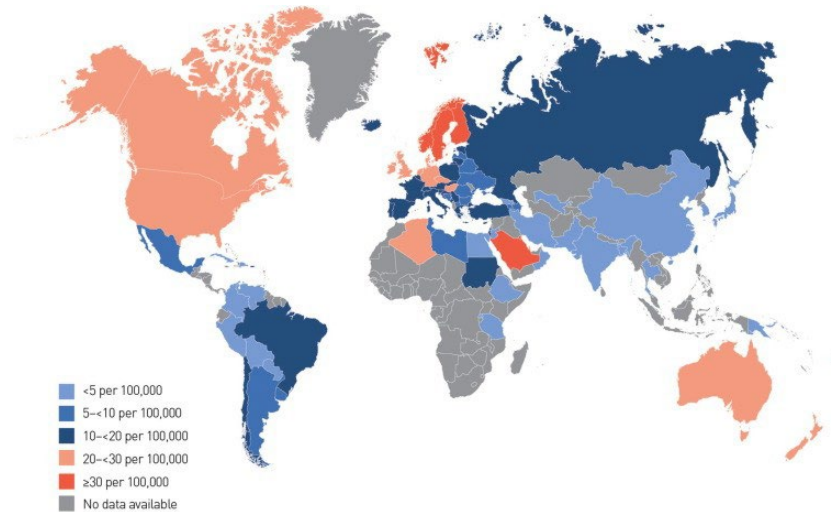 <5 per 100,000
5–<10 per 100,000
10–<20 per 100,000
20–<30 per 100,000
≥30 per 100,000
No data available